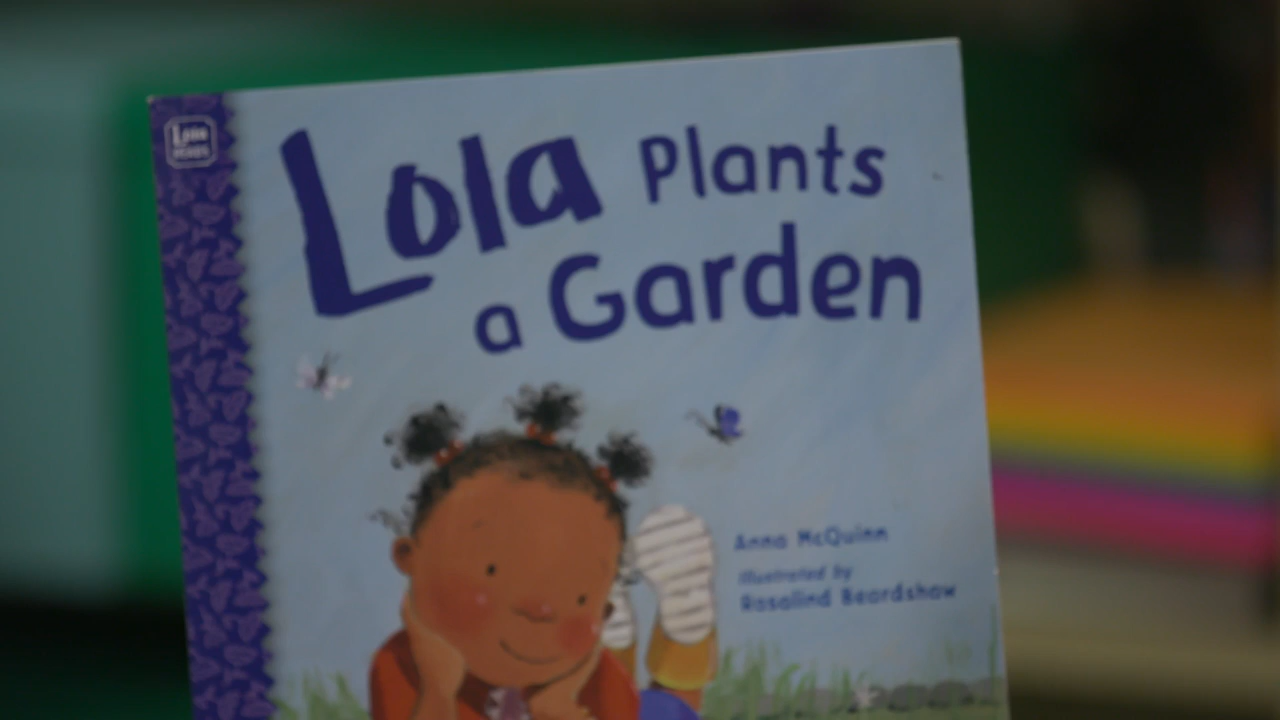 Lola Plants
a Garden
Anna McQuinn
Illustrated by
Rosalind Beardshaw